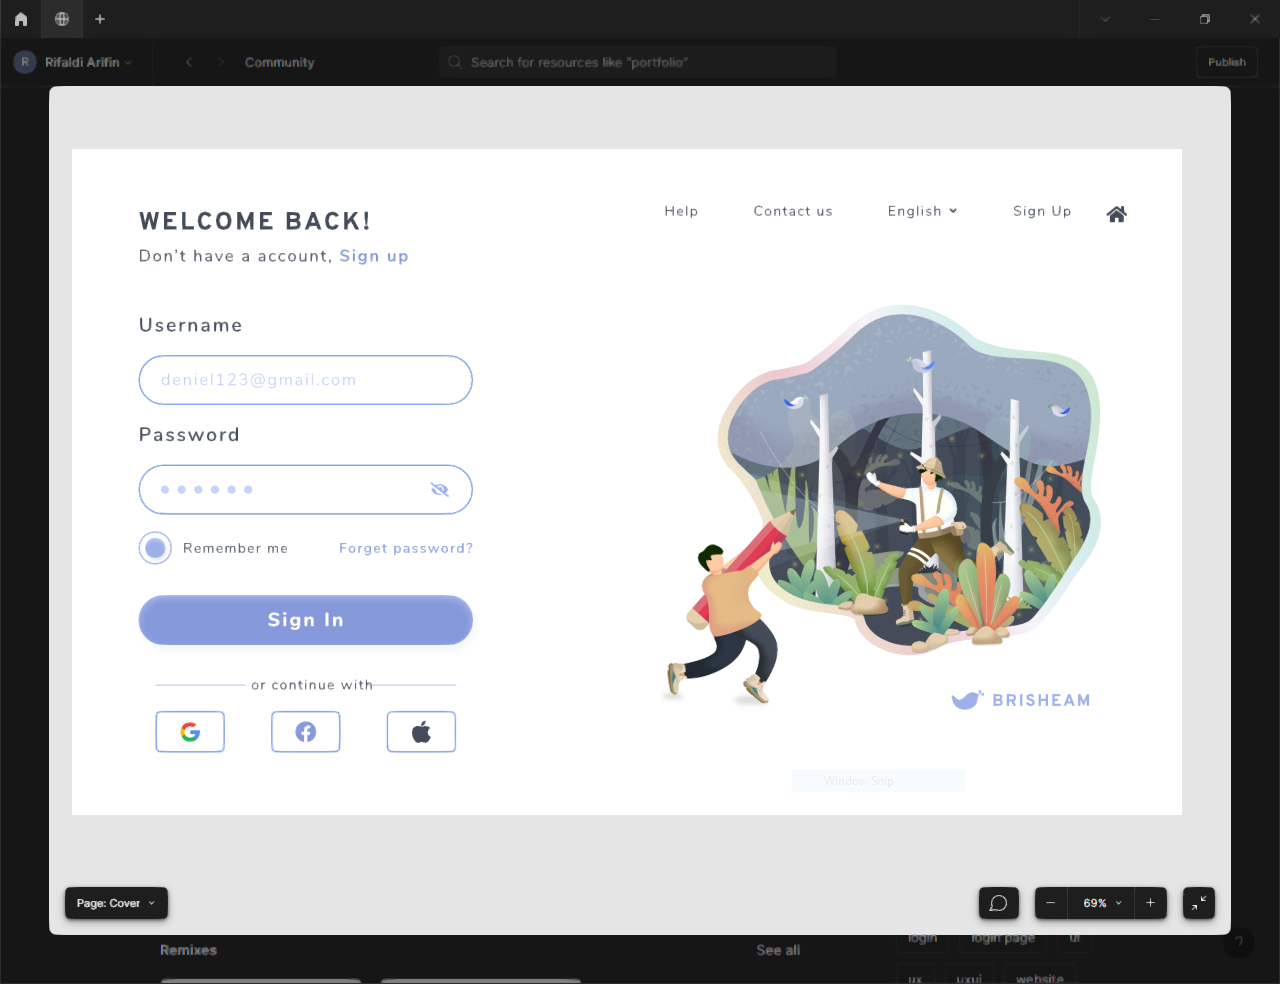 R Rifaldi Arifin
Community
Search for resources like "portfolio"
Publish
WELCOME BACK!
Don't have a account, Sign up
Help Contact us English Sign Up
Username
deniel123@gmail.com
Password
Remember me Forget password?
Sign In
or continue with
BRISHEAM
Window Snip
Page: Cover
69%
Remixes
See all
login login page ui
ux uxui website
?